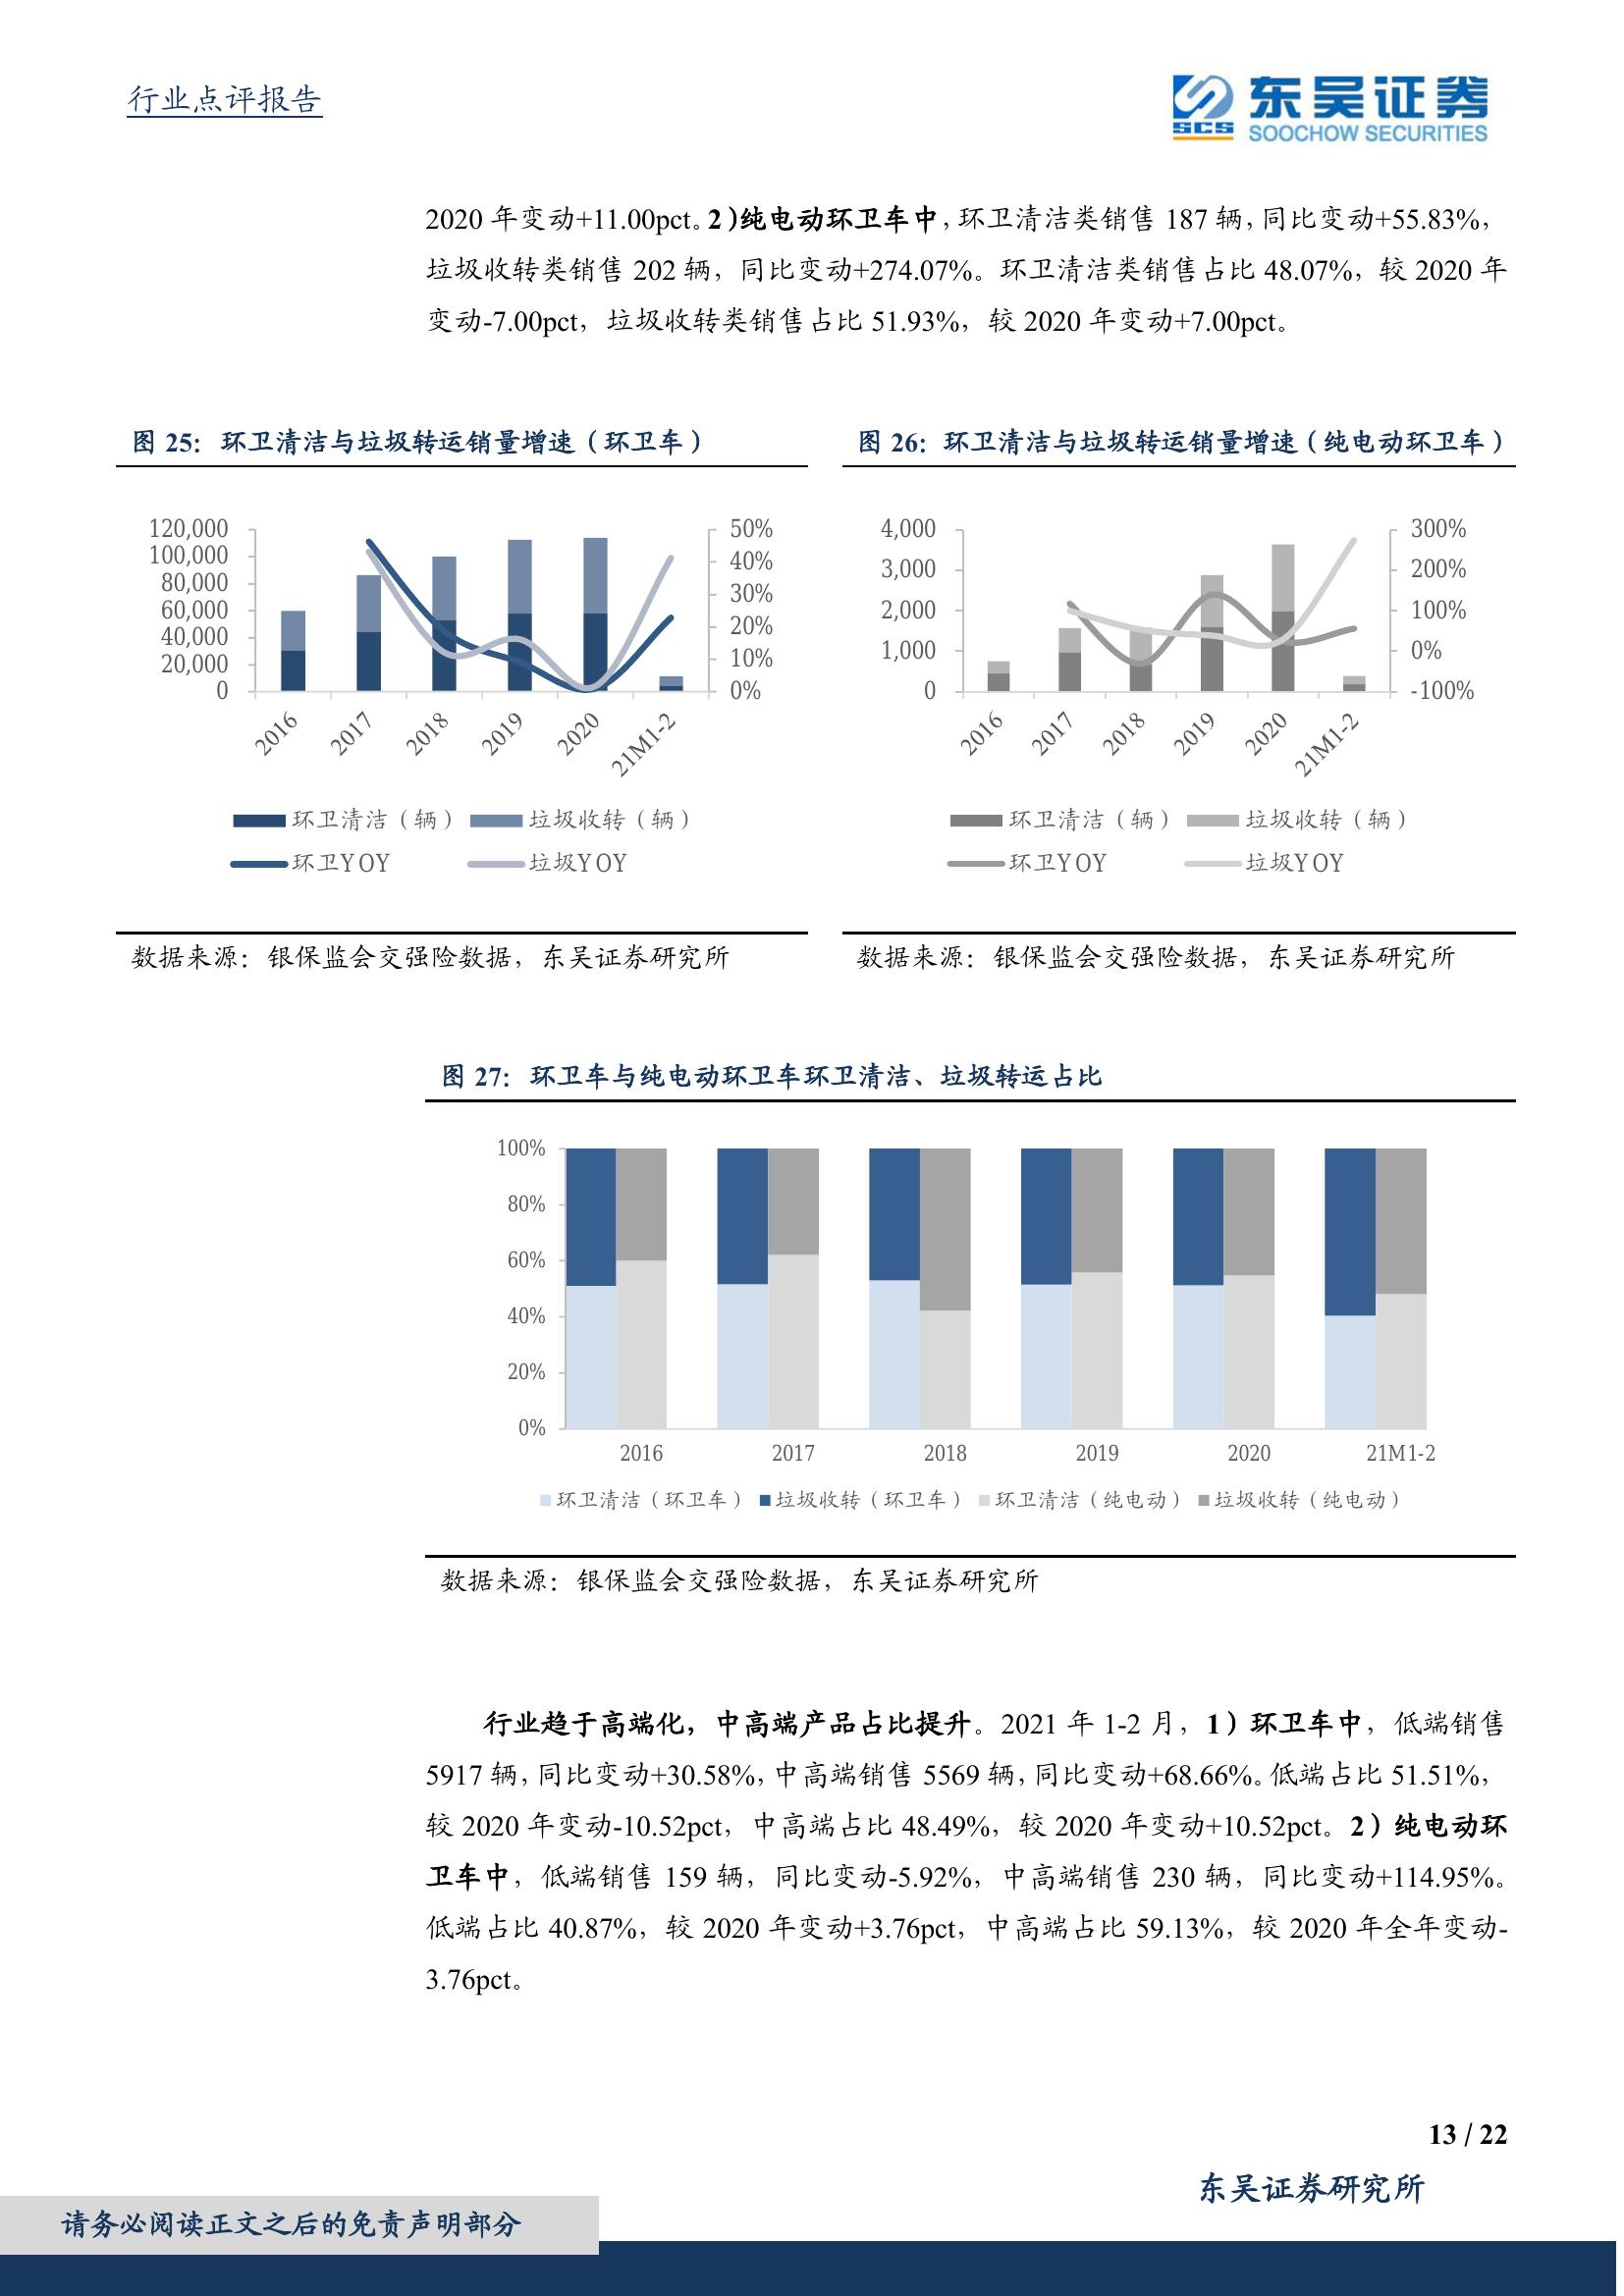 行业点评报告
东吴证券
SCS
SOOCHOW SECURITIES
2020 年变动+11.00pct。2）纯电动环卫车中，环卫清洁类销售 187 辆，同比变动+55.83%，
垃圾收转类销售 202 辆，同比变动+274.07%。环卫清洁类销售占比 48.07%，较 2020 年
变动-7.00pct，垃圾收转类销售占比 51.93%，较 2020 年变动+7.00pct。
图 25：环卫清洁与垃圾转运销量增速（环卫车）
120,000
100,000
80,000
60,000
40,000
20,000
0
50%
40%
30%
20%
10%
0%
2016 2017 2018 2019 2020 21M1-2
环卫清洁（辆） 垃圾收转（辆）
环卫YOY 垃圾YOY
数据来源：银保监会交强险数据，东吴证券研究所
图 26：环卫清洁与垃圾转运销量增速（纯电动环卫车）
4,000
3,000
2,000
1,000
0
300%
200%
100%
0%
-100%
2016 2017 2018 2019 2020 21M1-2
环卫清洁（辆） 垃圾收转（辆）
环卫YOY 垃圾YOY
数据来源：银保监会交强险数据，东吴证券研究所
图 27：环卫车与纯电动环卫车环卫清洁、垃圾转运占比
100%
80%
60%
40%
20%
0%
2016 2017 2018 2019 2020 21M1-2
环卫清洁（环卫车） 垃圾收转（环卫车） 环卫清洁（纯电动） 垃圾收转（纯电动）
数据来源：银保监会交强险数据，东吴证券研究所
行业趋于高端化，中高端产品占比提升。2021 年 1-2 月，1）环卫车中，低端销售
5917 辆，同比变动+30.58%，中高端销售 5569 辆，同比变动+68.66%。低端占比 51.51%，
较 2020 年变动-10.52pct，中高端占比 48.49%，较 2020 年变动+10.52pct。2）纯电动环
卫车中，低端销售 159 辆，同比变动-5.92%，中高端销售 230 辆，同比变动+114.95%。
低端占比 40.87%，较 2020 年变动+3.76pct，中高端占比 59.13%，较 2020 年全年变动-
3.76pct。
13 / 22
东吴证券研究所
请务必阅读正文之后的免责声明部分